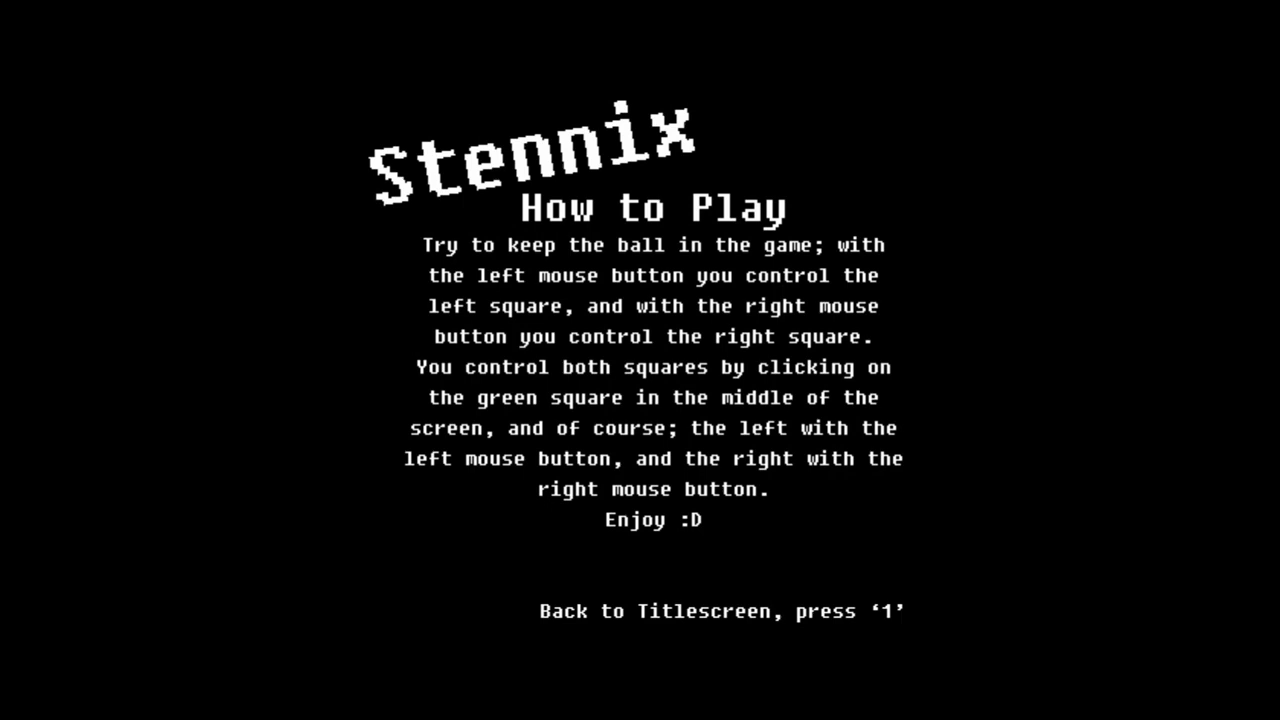 Stennix
How to Play
Try to keep the ball in the game; with
the left mouse button you control the
left square, and with the right mouse
button you control the right square.
You control both squares by clicking on
the green square in the middle of the
screen, and of course; the left with the
left mouse button, and the right with the
right mouse button.
Enjoy :D
Back to Titlescreen, press ‘1’